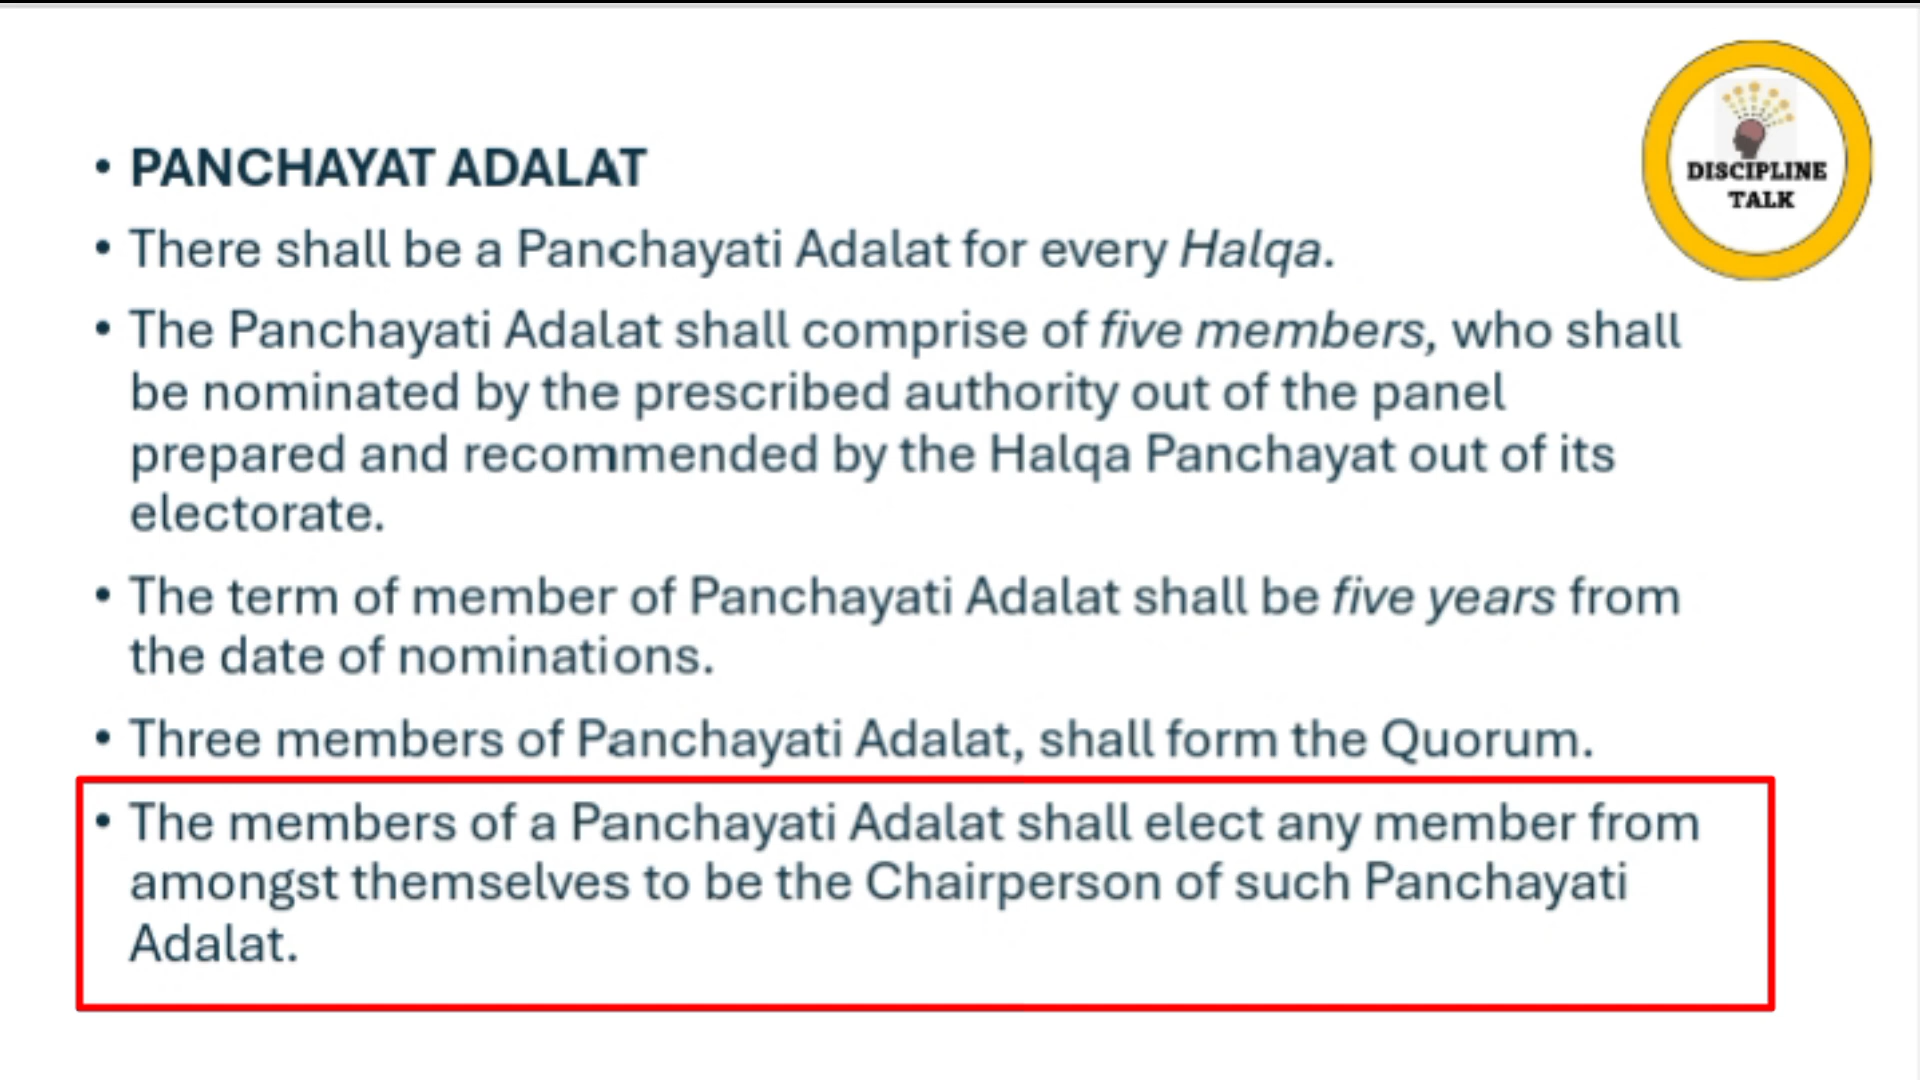 DISCIPLINE
TALK
• PANCHAYAT ADALAT
• There shall be a Panchayati Adalat for every Halqa.
• The Panchayati Adalat shall comprise of five members, who shall
be nominated by the prescribed authority out of the panel
prepared and recommended by the Halqa Panchayat out of its
electorate.
• The term of member of Panchayati Adalat shall be five years from
the date of nominations.
• Three members of Panchayati Adalat, shall form the Quorum.
• The members of a Panchayati Adalat shall elect any member from
amongst themselves to be the Chairperson of such Panchayati
Adalat.